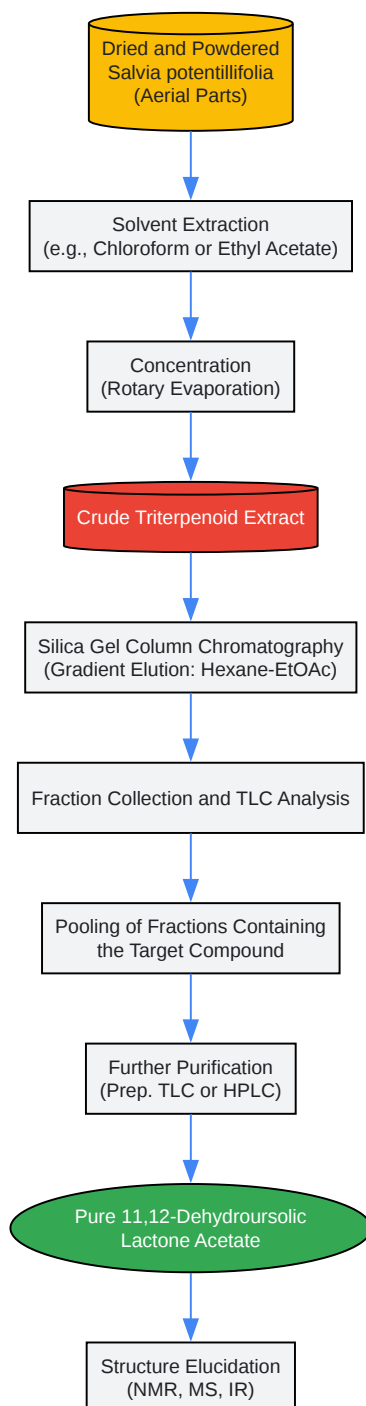 Dried and Powdered
Salvia potentillifolia
(Aerial Parts)
Solvent Extraction
(e.g., Chloroform or Ethyl Acetate)
Concentration
(Rotary Evaporation)
Crude Triterpenoid Extract
Silica Gel Column Chromatography
(Gradient Elution: Hexane-EtOAc)
Fraction Collection and TLC Analysis
Pooling of Fractions Containing
the Target Compound
Further Purification
(Prep. TLC or HPLC)
Pure 11,12-Dehydroursolic
Lactone Acetate
Structure Elucidation
(NMR, MS, IR)